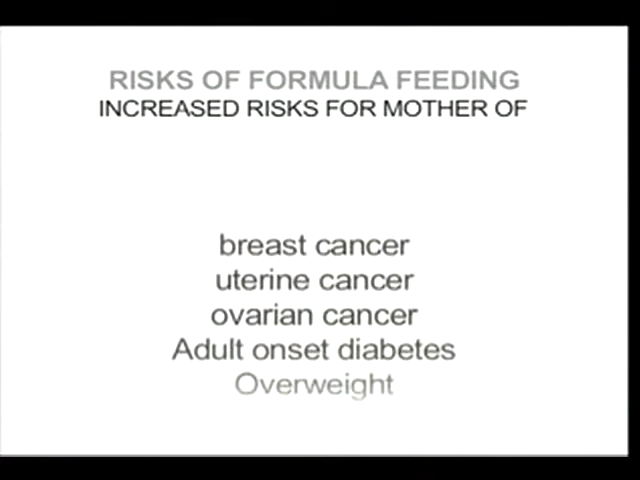 RISKS OF FORMULA FEEDING
INCREASED RISKS FOR MOTHER OF
breast cancer
uterine cancer
ovarian cancer
Adult onset diabetes
Overweight